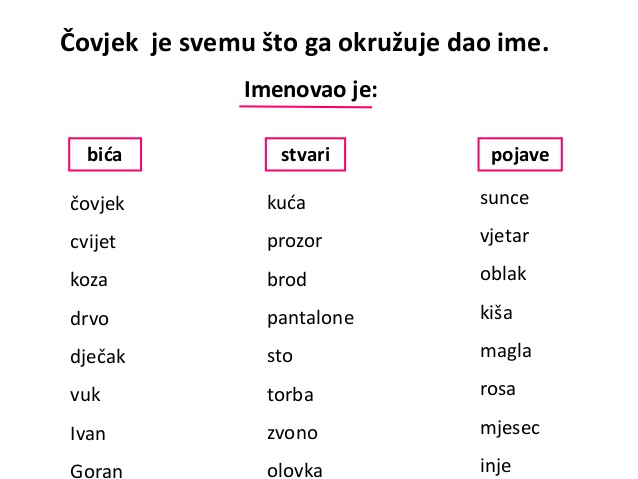 Čovjek je svemu što ga okružuje dao ime.
Imenovao je:
bića
čovjek
cvijet
koza
drvo
dječak
vuk
Ivan
Goran
stvari
kuća
prozor
brod
pantalone
sto
torba
zvono
olovka
pojave
sunce
vjetar
oblak
kiša
magla
rosa
mjesec
inje